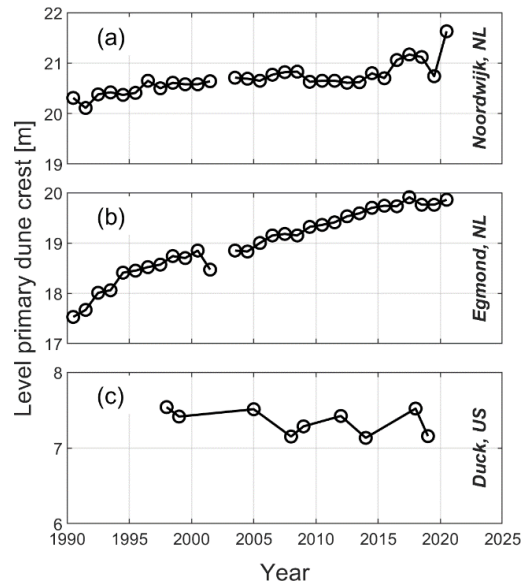 Level primary dune crest [m]
(a)
22
21
20
19
Noordwijk, NL
(b)
20
19
18
17
Egmond, NL
(c)
8
7
6
Duck, US
1990 1995 2000 2005 2010 2015 2020 2025
Year